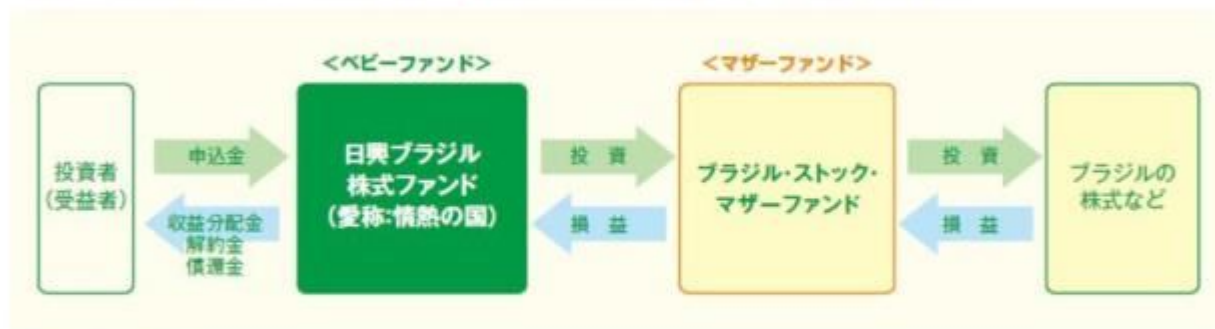 <ベビーファンド>
<マザーファンド>
投資者
(受益者)
申込金
収益分配金
解約金
償還金
日興ブラジル
株式ファンド
(愛称:情熱の国)
投 資
損 益
ブラジル・ストック・
マザーファンド
投 資
損 益
ブラジルの
株式など